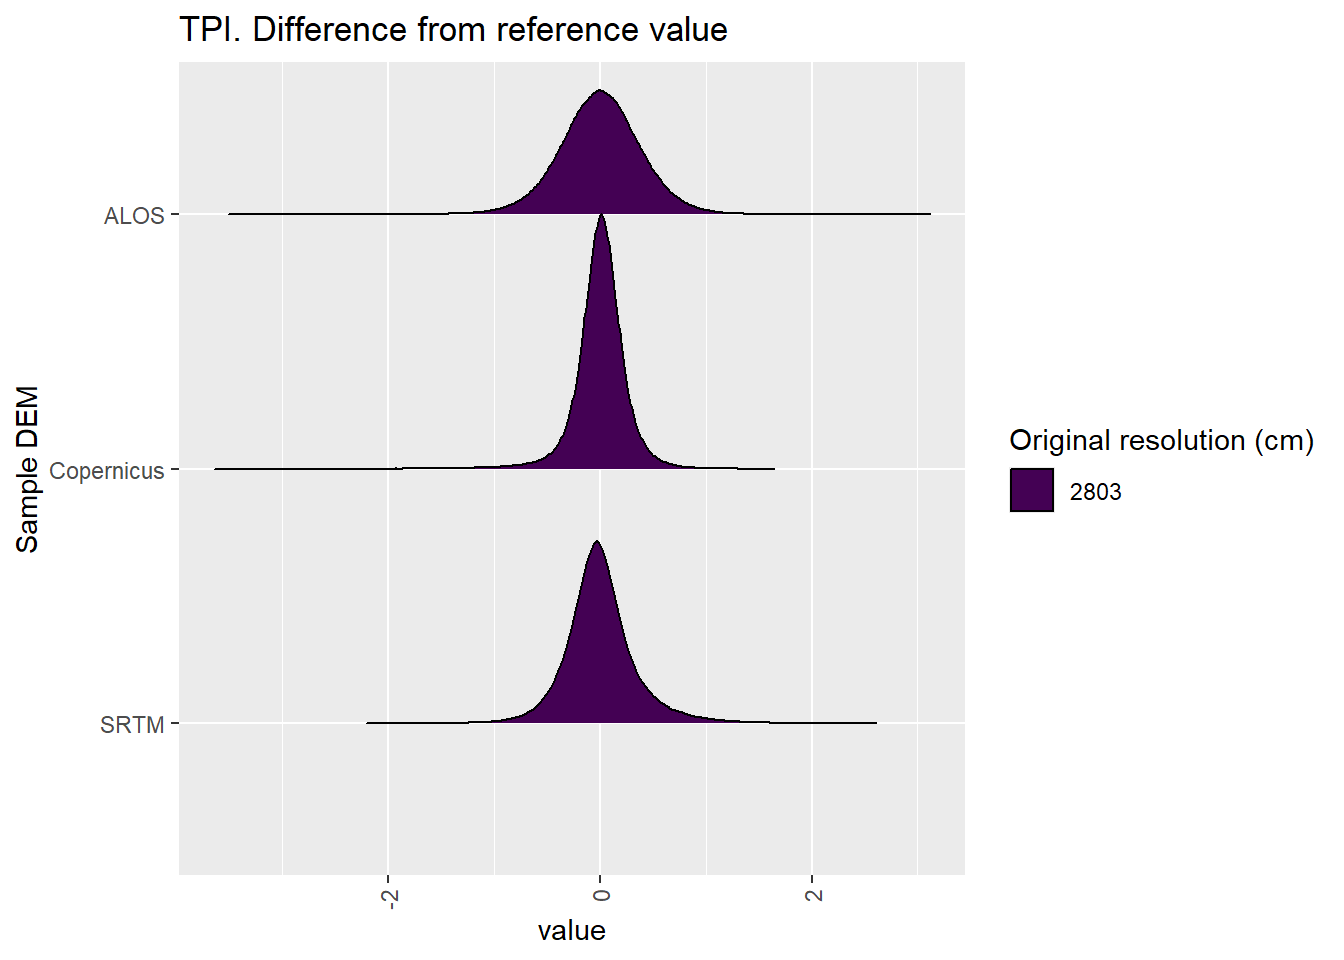 TPI. Difference from reference value
Sample DEM
ALOS
Copernicus
SRTM
-2
0
2
value
Original resolution (cm)
2803